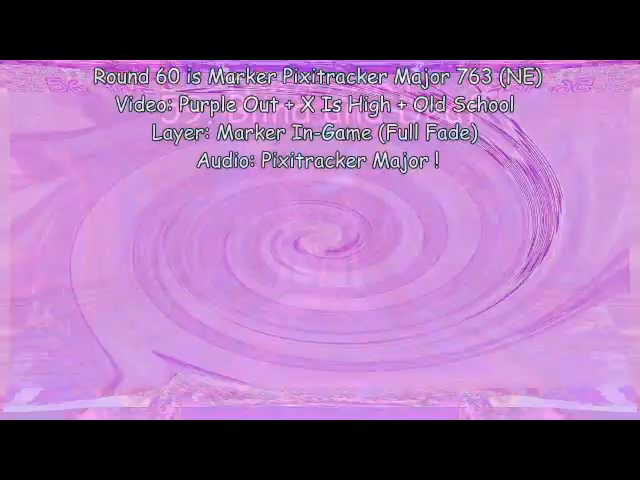 Round 60 is Marker Pixitracker Major 763 (NE)
Video: Purple Out + X Is High + Old School
Layer: Marker In-Game (Full Fade)
Audio: Pixitracker Major !